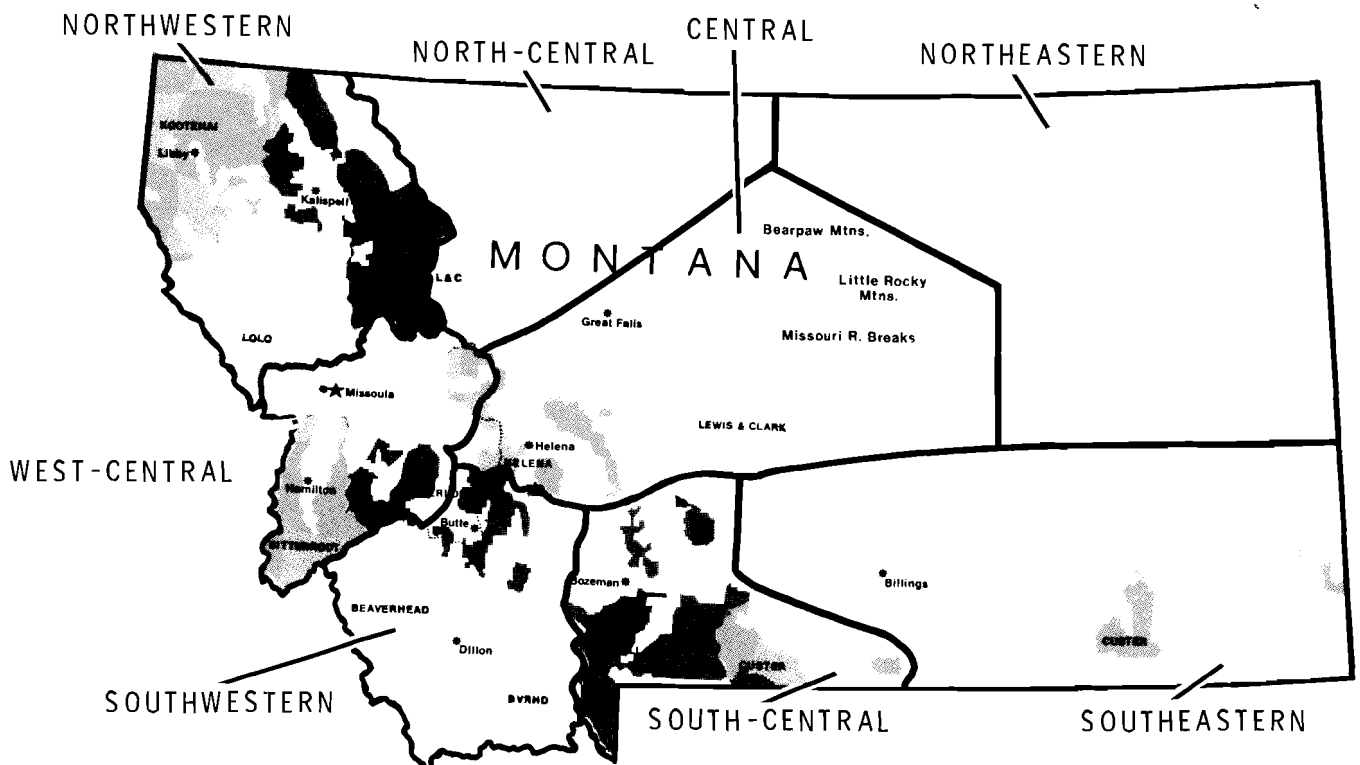 NORTHWESTERN
NORTH-CENTRAL
CENTRAL
NORTHEASTERN
KOOTENAI
Libby
Kalispell
Bearpaw Mtns.
MONTANA
L&C
Little Rocky
Mtns.
Great Falls
Missouri R. Breaks
LOLO
Missoula
LEWIS & CLARK
Helena
HELENA
WEST-CENTRAL
Hamilton
Butte
BITTERROOT
Bozeman
Billings
BEAVERHEAD
Dillon
CUSTER
CUSTER
BVRHD
SOUTHWESTERN
SOUTH-CENTRAL
SOUTHEASTERN